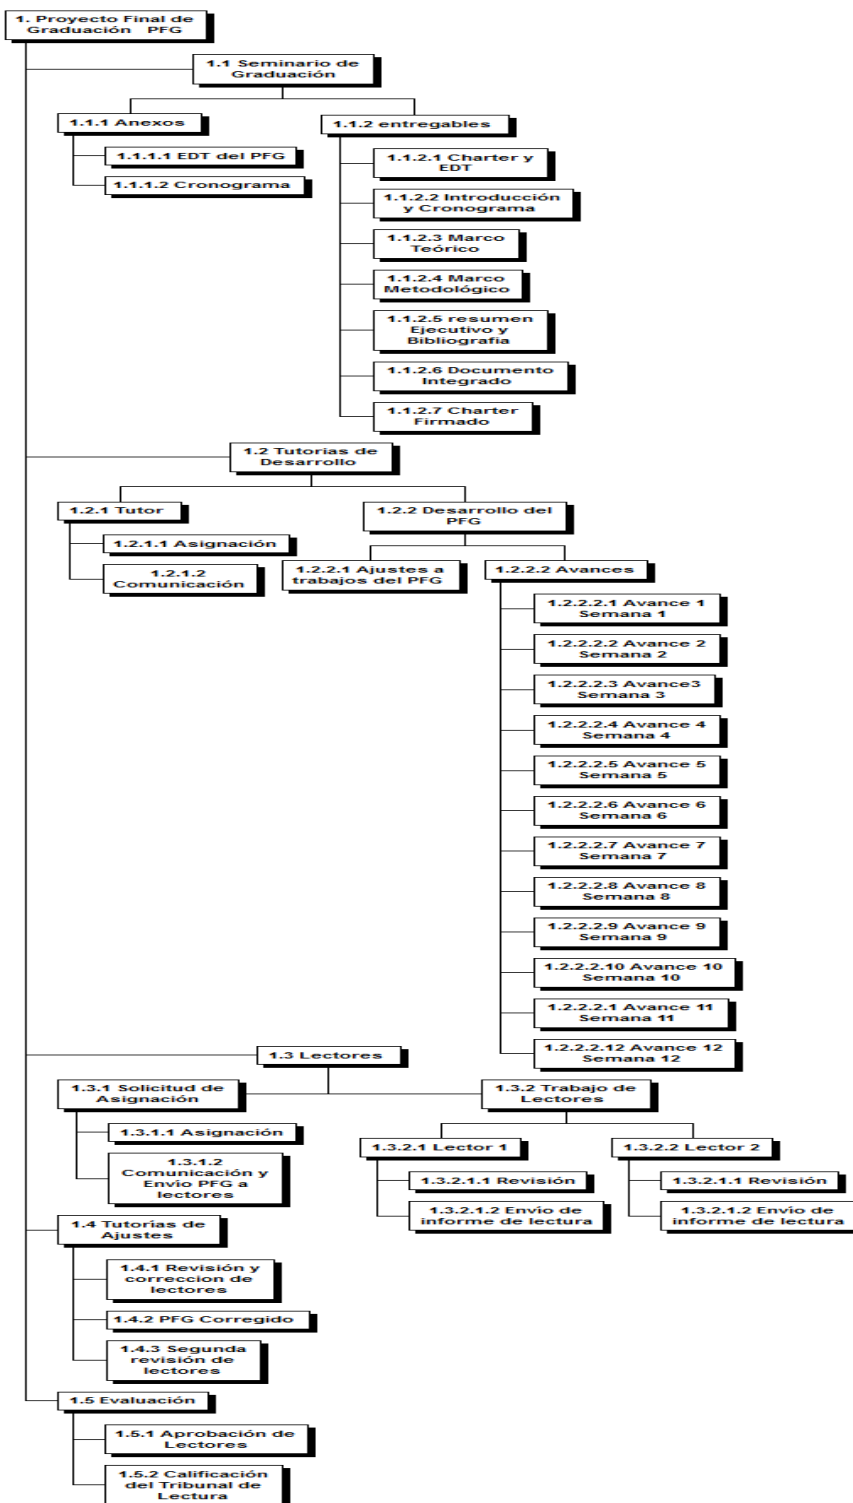 1. Proyecto Final de
Graduación PFG
1.1 Seminario de
Graduación
1.1.1 Anexos
1.1.1.1 EDT del PFG
1.1.1.2 Cronograma
1.1.2 entregables
1.1.2.1 Charter y
EDT
1.1.2.2 Introducción
y Cronograma
1.1.2.3 Marco
Teórico
1.1.2.4 Marco
Metodológico
1.1.2.5 resumen
Ejecutivo y
Bibliografia
1.1.2.6 Documento
Integrado
1.1.2.7 Charter
Firmado
1.2 Tutorias de
Desarrollo
1.2.1 Tutor
1.2.1.1 Asignación
1.2.1.2
Comunicación
1.2.2 Desarrollo del
PFG
1.2.2.1 Ajustes a
trabajos del PFG
1.2.2.2 Avances
1.2.2.2.1 Avance 1
Semana 1
1.2.2.2.2 Avance 2
Semana 2
1.2.2.2.3 Avance3
Semana 3
1.2.2.2.4 Avance 4
Semana 4
1.2.2.2.5 Avance 5
Semana 5
1.2.2.2.6 Avance 6
Semana 6
1.2.2.2.7 Avance 7
Semana 7
1.2.2.2.8 Avance 8
Semana 8
1.2.2.2.9 Avance 9
Semana 9
1.2.2.2.10 Avance 10
Semana 10
1.2.2.2.1 Avance 11
Semana 11
1.2.2.2.12 Avance 12
Semana 12
1.3 Lectores
1.3.1 Solicitud de
Asignación
1.3.1.1 Asignación
1.3.1.2
Comunicación y
Envío PFG a
lectores
1.3.2 Trabajo de
Lectores
1.3.2.1 Lector 1
1.3.2.1.1 Revisión
1.3.2.1.2 Envio de
informe de lectura
1.3.2.2 Lector 2
1.3.2.1.1 Revisión
1.3.2.1.2 Envio de
informe de lectura
1.4 Tutorías de
Ajustes
1.4.1 Revisión y
correccion de
lectores
1.4.2 PFG Corregido
1.4.3 Segunda
revisión de
lectores
1.5 Evaluación
1.5.1 Aprobación de
Lectores
1.5.2 Calificación
del Tribunal de
Lectura